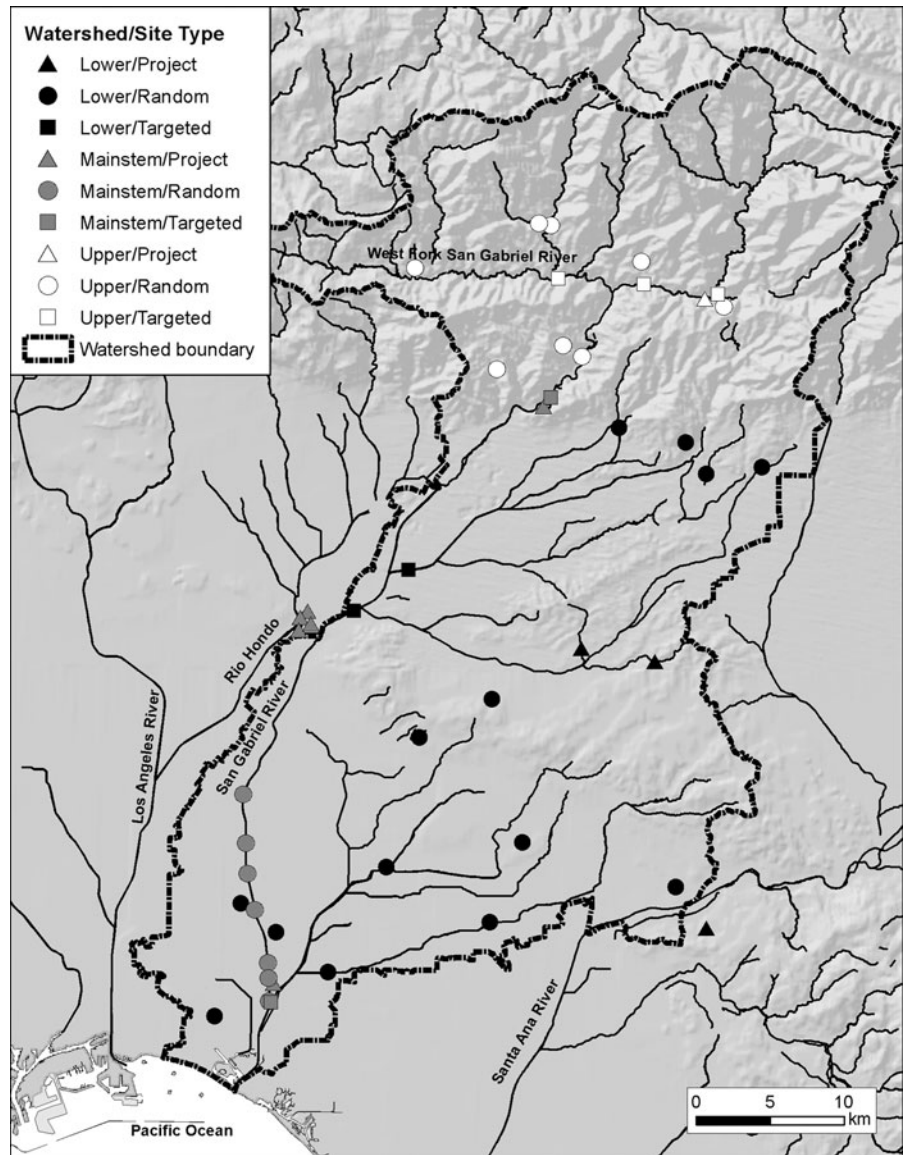 Watershed/Site Type
Lower/Project
Lower/Random
Lower/Targeted
Mainstem/Project
Mainstem/Random
Mainstem/Targeted
Upper/Project
Upper/Random
Upper/Targeted
Watershed boundary
West Fork San Gabriel River
Rio Hondo
San Gabriel River
Los Angeles River
Santa Ana River
Pacific Ocean
0 5 10
km